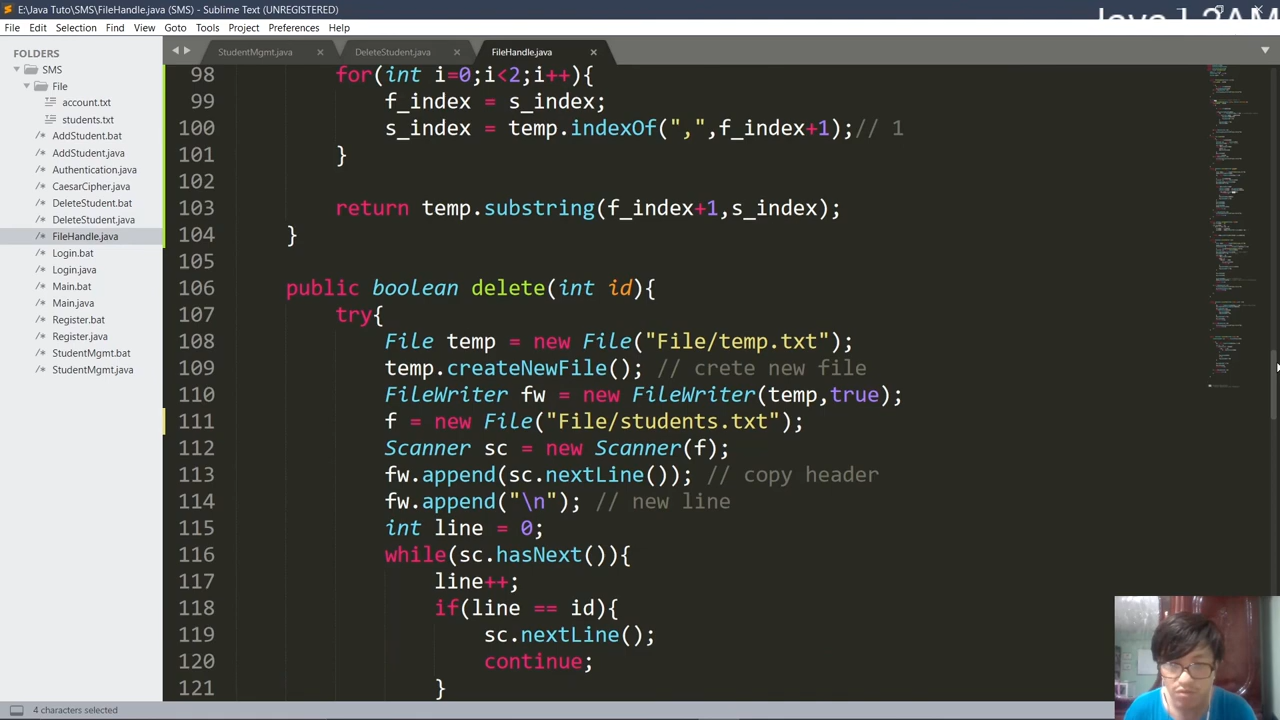 E:\Java Tuto\SMS\FileHandle.java (SMS) - Sublime Text (UNREGISTERED)
File Edit Selection Find View Goto Tools Project Preferences Help
FOLDERS
SMS
File
account.txt
students.txt
AddStudent.bat
AddStudent.java
Authentication.java
CaesarCipher.java
DeleteStudent.bat
DeleteStudent.java
FileHandle.java
Login.bat
Login.java
Main.bat
Main.java
Register.bat
Register.java
StudentMgmt.bat
StudentMgmt.java
StudentMgmt.java × DeleteStudent.java × FileHandle.java ×
98 for(int i=0;i<2;i++){
99 f_index = s_index;
100 s_index = temp.indexOf(",",f_index+1);// 1
101 }
102
103 return temp.substring(f_index+1,s_index);
104 }
105
106 public boolean delete(int id){
107 try{
108 File temp = new File("File/temp.txt");
109 temp.createNewFile(); // crete new file
110 FileWriter fw = new FileWriter(temp,true);
111 f = new File("File/students.txt");
112 Scanner sc = new Scanner(f);
113 fw.append(sc.nextLine()); // copy header
114 fw.append("\n"); // new line
115 int line = 0;
116 while(sc.hasNext()){
117 line++;
118 if(line == id){
119 sc.nextLine();
120 continue;
121 }
4 characters selected